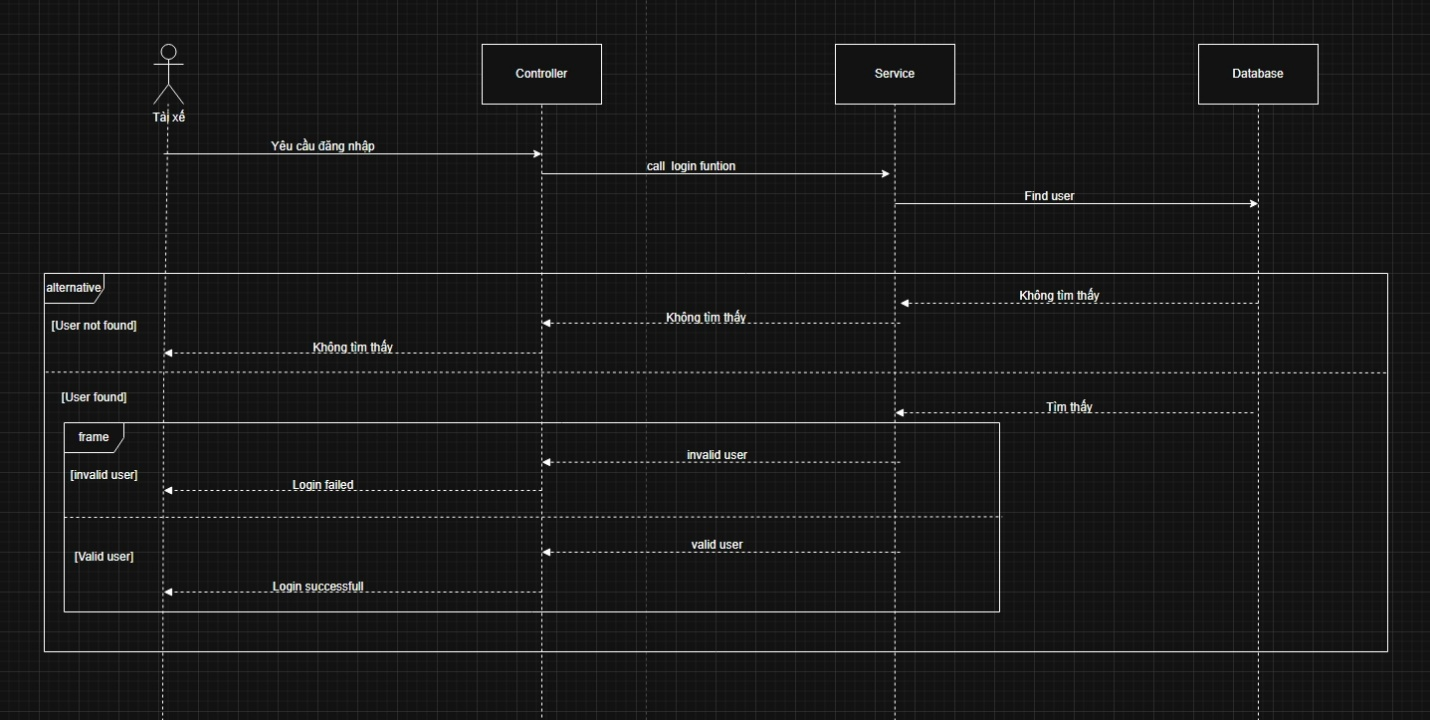 Controller
Service
Database
Tài xế
Yêu cầu đăng nhập
call login funtion
Find user
alternative
Không tìm thấy
Không tìm thấy
[User not found]
Không tìm thấy
[User found]
Tìm thấy
frame
invalid user
[invalid user]
Login failed
valid user
[Valid user]
Login successfull